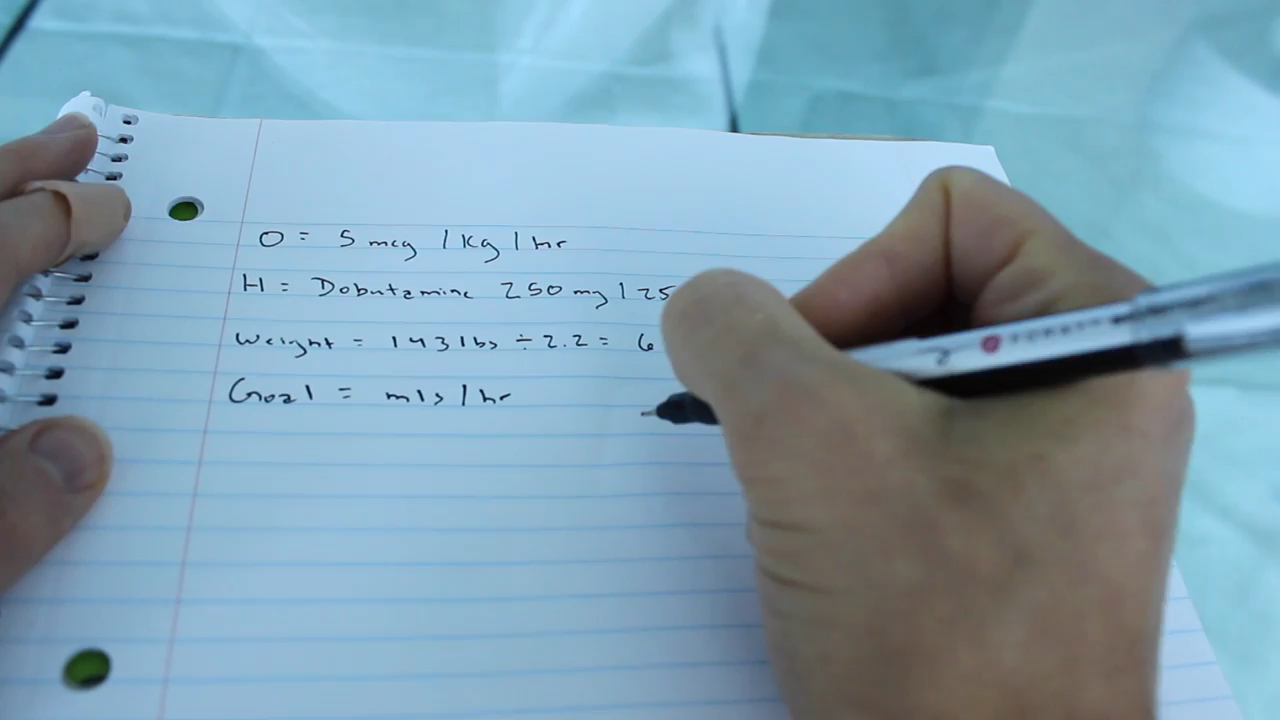 O = 5 mcg / kg / hr
H = Dobutamine 250 mg / 25
Weight = 143 lbs ÷ 2.2 = 6
Goal = mls / hr